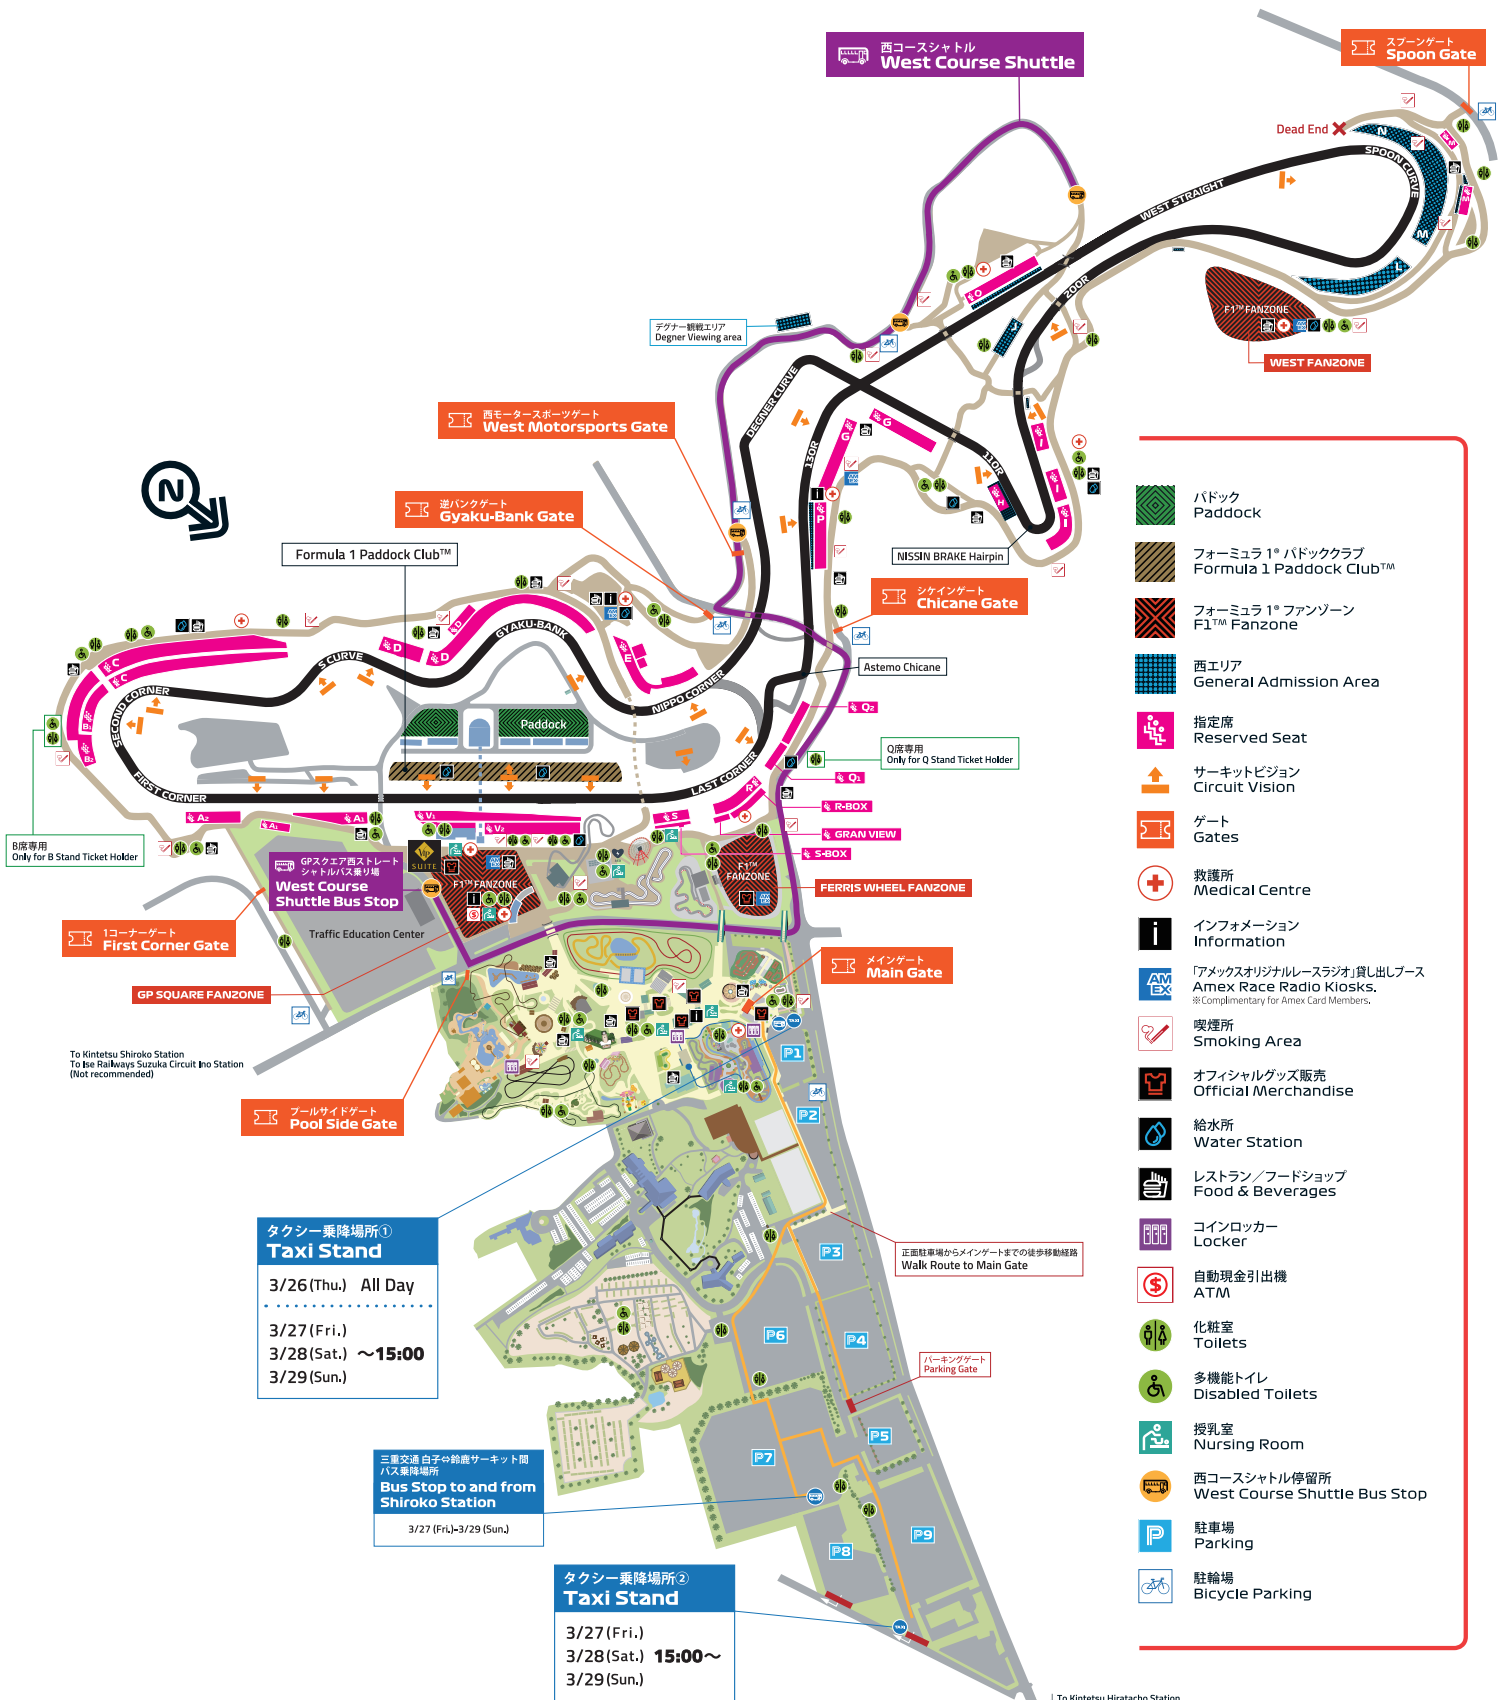 西コースシャトル
West Course Shuttle
スプーンゲート
Spoon Gate
Dead End
N
SPOON CURVE
M
M
M
L
WEST STRAIGHT
200R
O
デグナー観戦エリア
Degner Viewing area
F1™ FANZONE
AM
EX
WEST FANZONE
DEGNER CURVE
130R
110R
J
I
I
I
I
G
G
H
P
i
AM
EX
西モータースポーツゲート
West Motorsports Gate
N
逆バンクゲート
Gyaku-Bank Gate
Formula 1 Paddock Club™
NISSIN BRAKE Hairpin
シケインゲート
Chicane Gate
Astemo Chicane
i
AM
EX
GYAKU-BANK
D
D
D
E
S CURVE
C
C
B1
B2
SECOND CORNER
FIRST CORNER
NIPPO CORNER
LAST CORNER
Paddock
Q2
Q席専用
Only for Q Stand Ticket Holder
Q1
R
R-BOX
GRAN VIEW
S
S-BOX
A2
A1
A1
V1
V2
B席専用
Only for B Stand Ticket Holder
GPスクエア西ストレート
シャトルバス乗り場
West Course
Shuttle Bus Stop
Vip
SUITE
F1™ FANZONE
AM
EX
i
F1™
FANZONE
AM
EX
FERRIS WHEEL FANZONE
1コーナーゲート
First Corner Gate
Traffic Education Center
GP SQUARE FANZONE
メインゲート
Main Gate
i
TAXI
To Kintetsu Shiroko Station
To Ise Railways Suzuka Circuit Ino Station
(Not recommended)
プールサイドゲート
Pool Side Gate
P1
P2
P3
P4
P5
P6
P7
P8
P9
タクシー乗降場所①
Taxi Stand
3/26(Thu.) All Day
3/27(Fri.)
3/28(Sat.) ～15:00
3/29(Sun.)
正面駐車場からメインゲートまでの徒歩移動経路
Walk Route to Main Gate
パーキングゲート
Parking Gate
三重交通 白子⇔鈴鹿サーキット間
バス乗降場所
Bus Stop to and from
Shiroko Station
3/27 (Fri.)-3/29 (Sun.)
タクシー乗降場所②
Taxi Stand
3/27(Fri.)
3/28(Sat.) 15:00～
3/29(Sun.)
TAXI
To Kintetsu Hiratacho Station
パドック
Paddock
フォーミュラ 1® パドッククラブ
Formula 1 Paddock Club™
フォーミュラ 1® ファンゾーン
F1™ Fanzone
西エリア
General Admission Area
指定席
Reserved Seat
サーキットビジョン
Circuit Vision
ゲート
Gates
救護所
Medical Centre
i
インフォメーション
Information
AM
EX
「アメックスオリジナルレースラジオ」貸し出しブース
Amex Race Radio Kiosks.
※Complimentary for Amex Card Members.
喫煙所
Smoking Area
オフィシャルグッズ販売
Official Merchandise
給水所
Water Station
レストラン／フードショップ
Food & Beverages
コインロッカー
Locker
$
自動現金引出機
ATM
化粧室
Toilets
多機能トイレ
Disabled Toilets
授乳室
Nursing Room
西コースシャトル停留所
West Course Shuttle Bus Stop
P
駐車場
Parking
駐輪場
Bicycle Parking